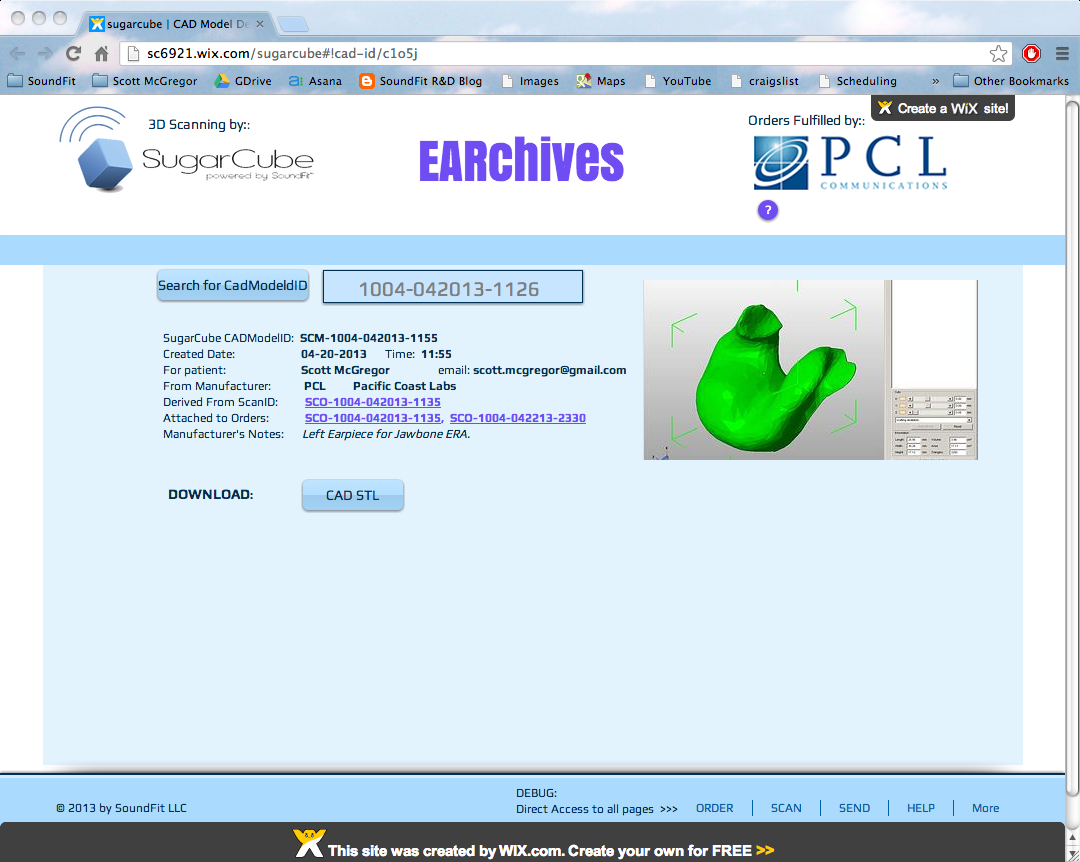 sugarcube | CAD Model De
sc6921.wix.com/sugarcube#!cad-id/c1o5j
SoundFit Scott McGregor GDrive Asana SoundFit R&D Blog Images Maps YouTube craigslist Scheduling » Other Bookmarks
Create a WiX site!
3D Scanning by::
SugarCube
powered by SoundFit
EARchives
Orders Fulfilled by::
PCL
COMMUNICATIONS
?
Search for CadModeldID
1004-042013-1126
SugarCube CADModelID: SCM-1004-042013-1155
Created Date: 04-20-2013 Time: 11:55
For patient: Scott McGregor email: scott.mcgregor@gmail.com
From Manufacturer: PCL Pacific Coast Labs
Derived From ScanID: SCO-1004-042013-1135
Attached to Orders: SCO-1004-042013-1135, SCO-1004-042213-2330
Manufacturer's Notes: Left Earpiece for Jawbone ERA.
DOWNLOAD: CAD STL
© 2013 by SoundFit LLC
DEBUG:
Direct Access to all pages >>> ORDER SCAN SEND HELP More
This site was created by WIX.com. Create your own for FREE >>